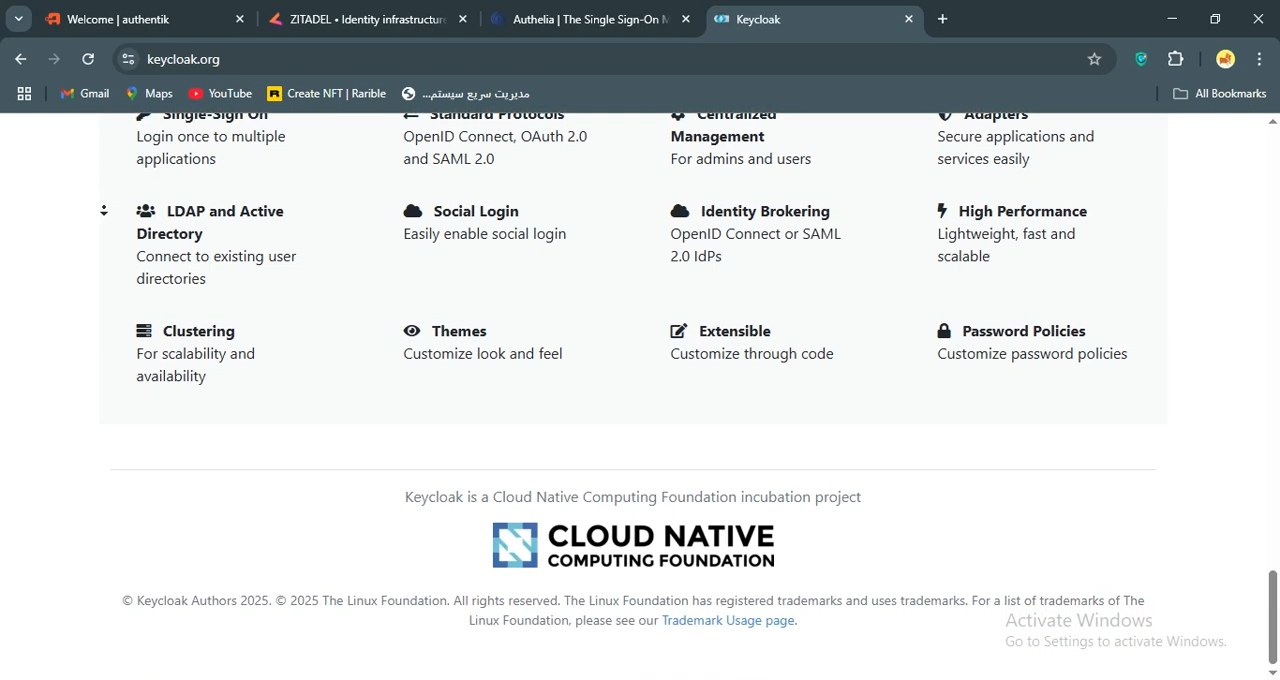 Welcome | authentik
ZITADEL • Identity infrastructure
Authelia | The Single Sign-On M
Keycloak
keycloak.org
Gmail
Maps
YouTube
Create NFT | Rarible
مدیریت سریع سیستم...
All Bookmarks
Single-Sign On
Login once to multiple
applications
Standard Protocols
OpenID Connect, OAuth 2.0
and SAML 2.0
Centralized
Management
For admins and users
Adapters
Secure applications and
services easily
LDAP and Active
Directory
Connect to existing user
directories
Social Login
Easily enable social login
Identity Brokering
OpenID Connect or SAML
2.0 IdPs
High Performance
Lightweight, fast and
scalable
Clustering
For scalability and
availability
Themes
Customize look and feel
Extensible
Customize through code
Password Policies
Customize password policies
Keycloak is a Cloud Native Computing Foundation incubation project
CLOUD NATIVE
COMPUTING FOUNDATION
© Keycloak Authors 2025. © 2025 The Linux Foundation. All rights reserved. The Linux Foundation has registered trademarks and uses trademarks. For a list of trademarks of The
Linux Foundation, please see our Trademark Usage page.
Activate Windows
Go to Settings to activate Windows.